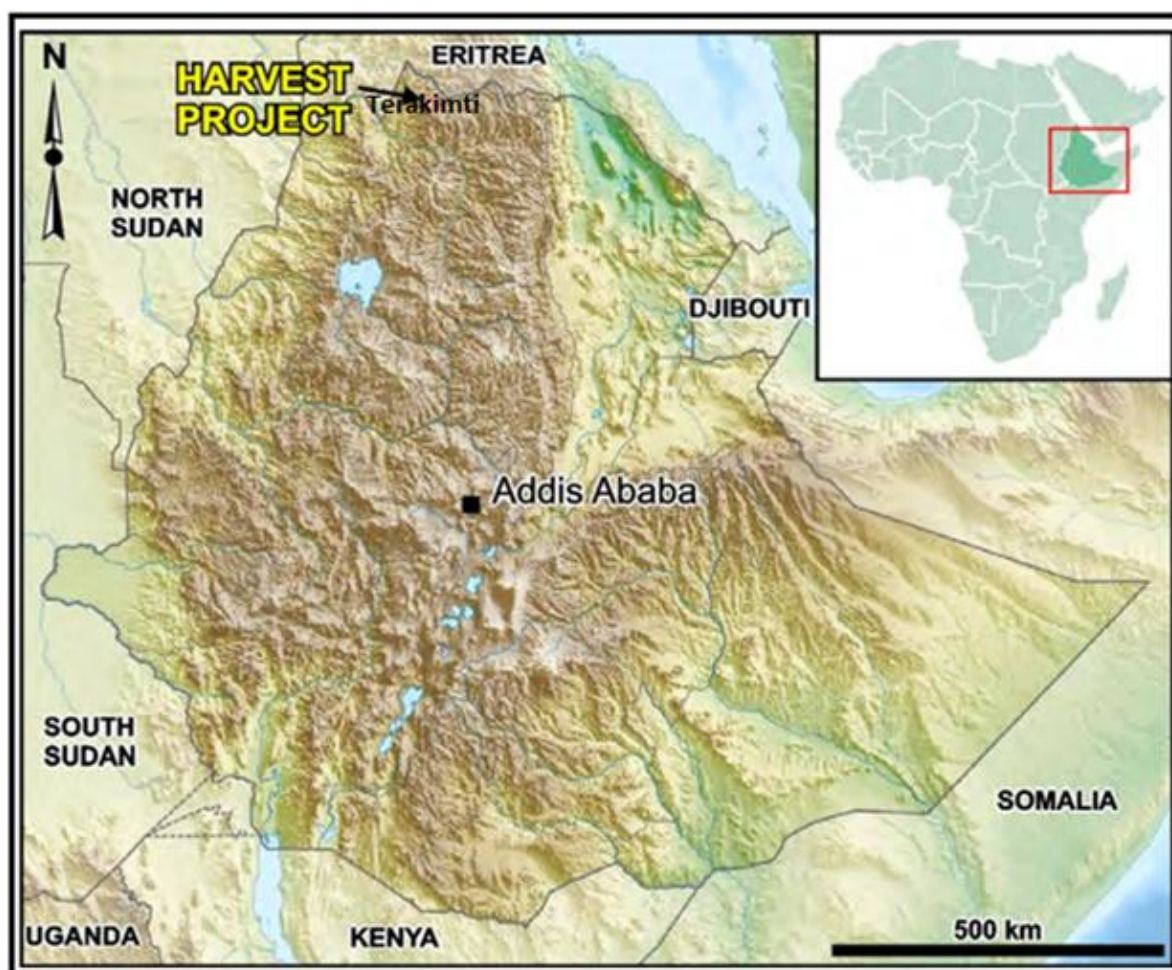 N
ERITREA
HARVEST
PROJECT
Terakimti
NORTH
SUDAN
DJIBOUTI
Addis Ababa
SOUTH
SUDAN
SOMALIA
UGANDA
KENYA
500 km